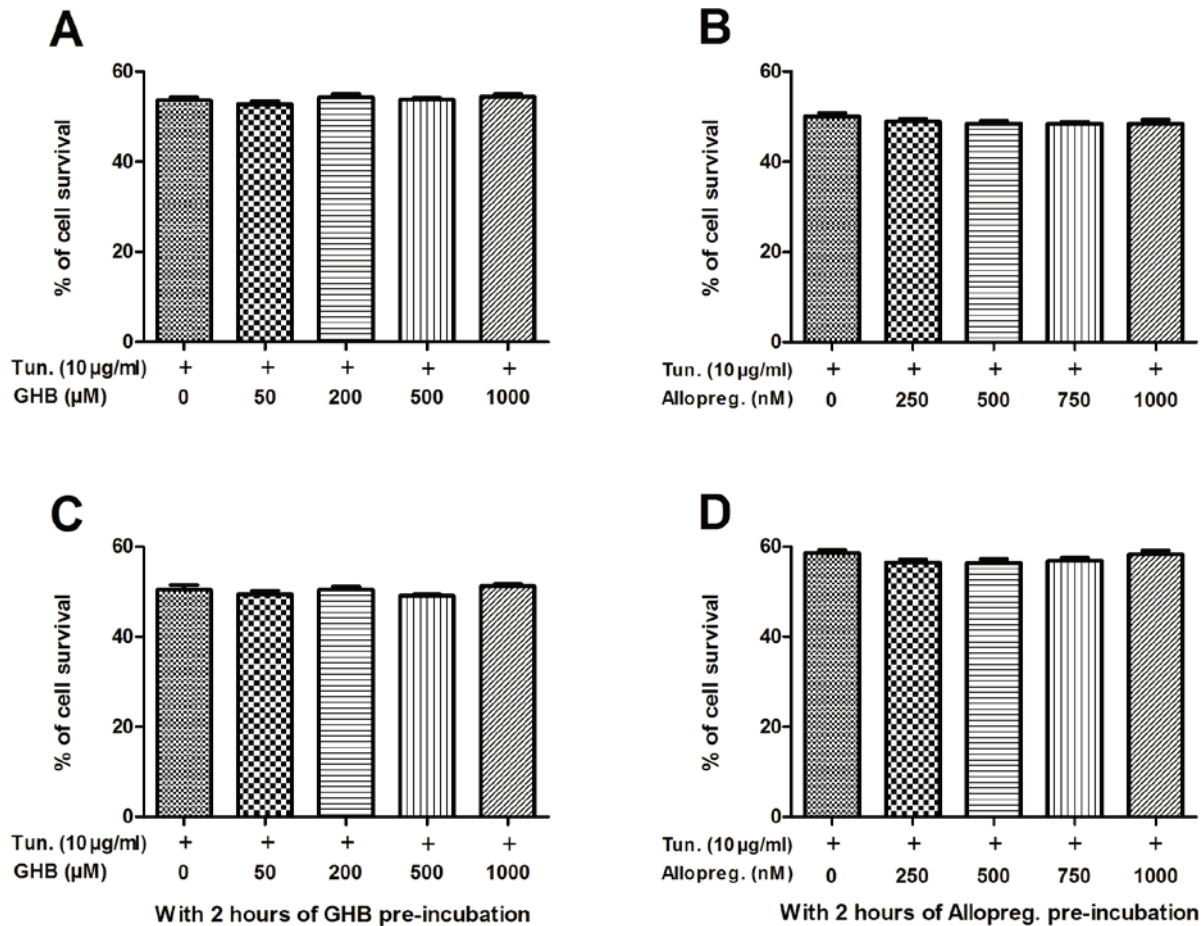 A
% of cell survival
60
40
20
0
Tun. (10 µg/ml) + + + + +
GHB (µM) 0 50 200 500 1000
B
% of cell survival
60
40
20
0
Tun. (10 µg/ml) + + + + +
Allopreg. (nM) 0 250 500 750 1000
C
% of cell survival
60
40
20
0
Tun. (10 µg/ml) + + + + +
GHB (µM) 0 50 200 500 1000
With 2 hours of GHB pre-incubation
D
% of cell survival
60
40
20
0
Tun. (10 µg/ml) + + + + +
Allopreg. (nM) 0 250 500 750 1000
With 2 hours of Allopreg. pre-incubation